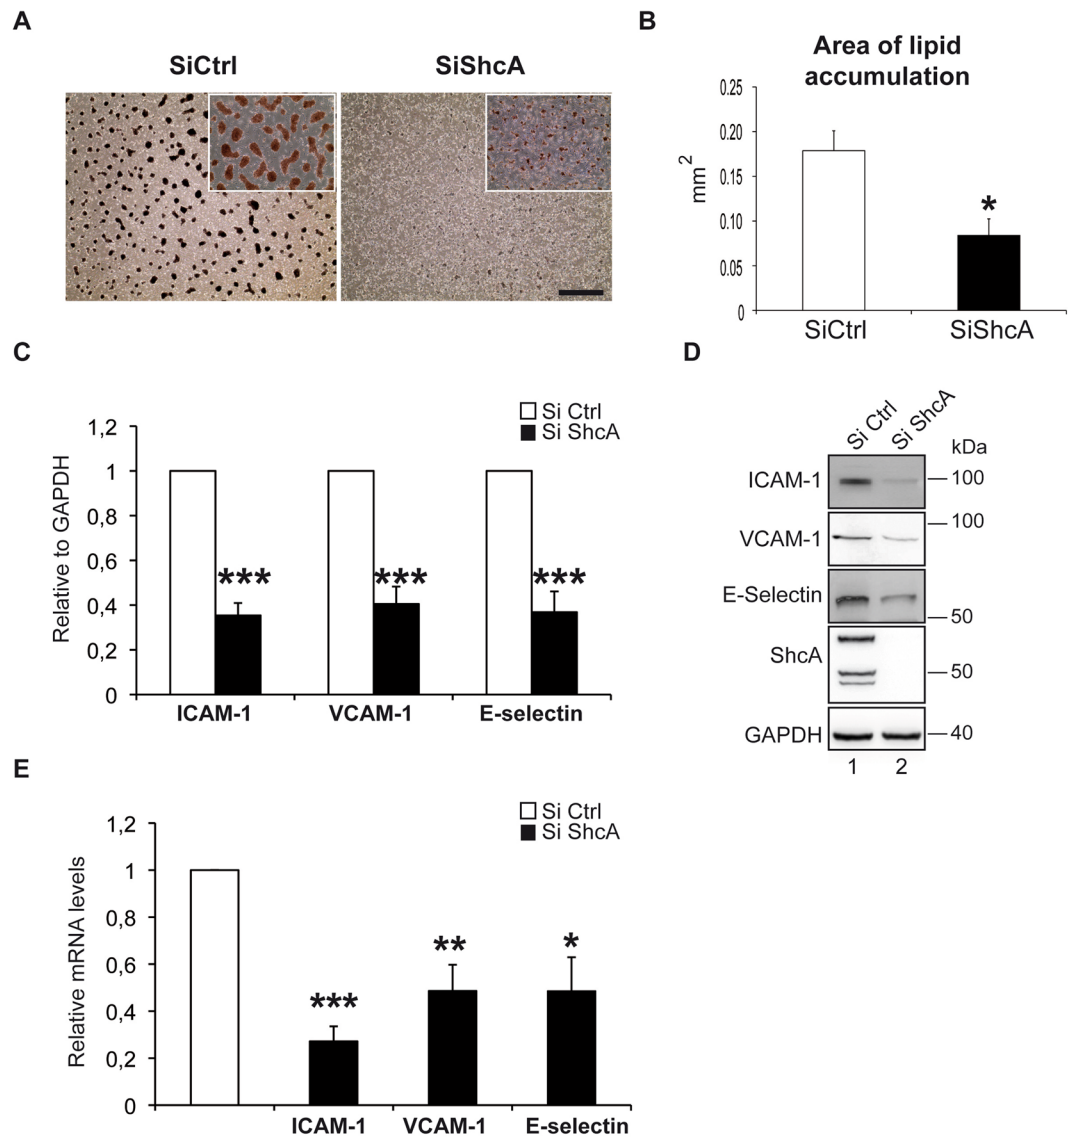 A
SiCtrl
SiShcA
B
Area of lipid
accumulation
0.25
0.20
0.15
0.10
0.05
0
mm2
*
SiCtrl
SiShcA
C
Si Ctrl
Si ShcA
1,2
1
0,8
0,6
0,4
0,2
0
Relative to GAPDH
***
***
***
ICAM-1
VCAM-1
E-selectin
D
Si Ctrl
Si ShcA
kDa
ICAM-1
100
VCAM-1
100
E-Selectin
50
ShcA
50
GAPDH
40
1
2
E
Si Ctrl
Si ShcA
1,2
1
0,8
0,6
0,4
0,2
0
Relative mRNA levels
***
**
*
ICAM-1
VCAM-1
E-selectin